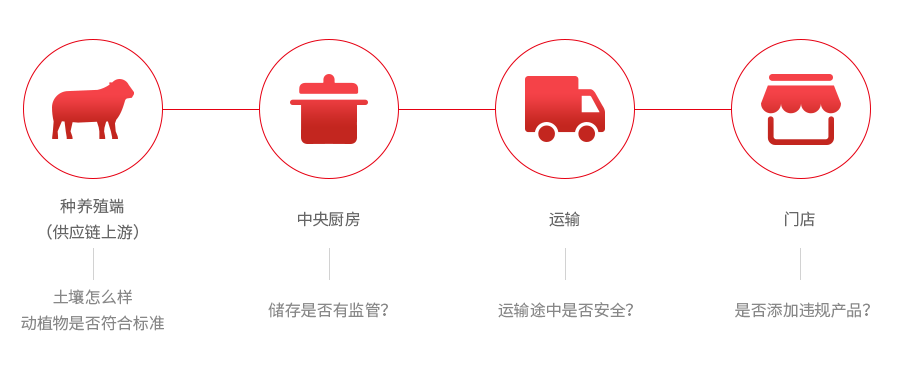 种养殖端
（供应链上游）
土壤怎么样
动植物是否符合标准
中央厨房
储存是否有监管？
运输
运输途中是否安全？
门店
是否添加违规产品？